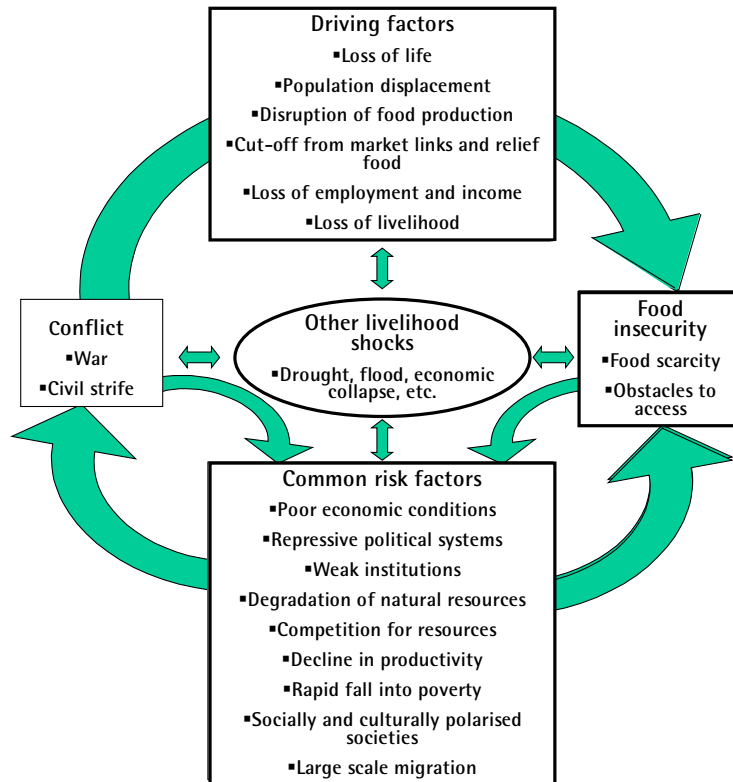 Driving factors
▪Loss of life
▪Population displacement
▪Disruption of food production
▪Cut-off from market links and relief
food
▪Loss of employment and income
▪Loss of livelihood
Conflict
▪War
▪Civil strife
Other livelihood
shocks
▪Drought, flood, economic
collapse, etc.
Food
insecurity
▪Food scarcity
▪Obstacles to
access
Common risk factors
▪Poor economic conditions
▪Repressive political systems
▪Weak institutions
▪Degradation of natural resources
▪Competition for resources
▪Decline in productivity
▪Rapid fall into poverty
▪Socially and culturally polarised
societies
▪Large scale migration